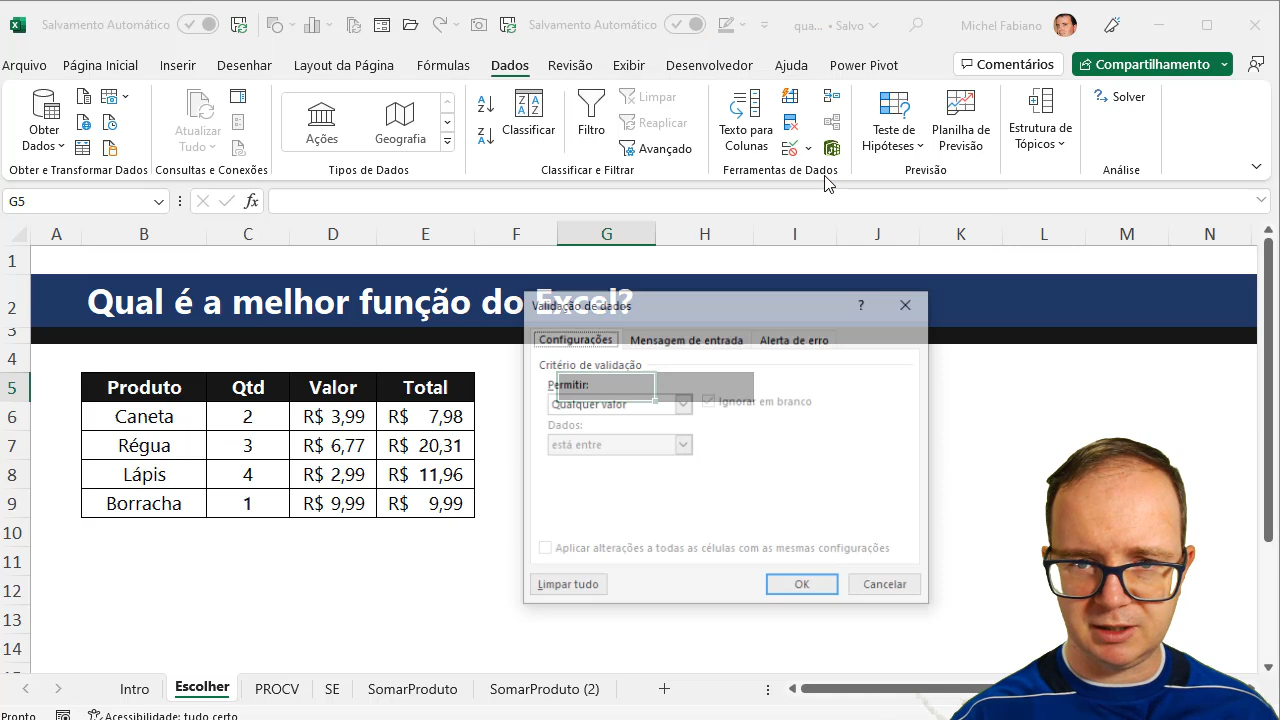 Salvamento Automático
Salvamento Automático
qua... • Salvo
Michel Fabiano
Arquivo
Página Inicial
Inserir
Desenhar
Layout da Página
Fórmulas
Dados
Revisão
Exibir
Desenvolvedor
Ajuda
Power Pivot
Comentários
Compartilhamento
Obter
Dados
Atualizar
Tudo
Ações
Geografia
Classificar
Filtro
Limpar
Reaplicar
Avançado
Texto para
Colunas
Teste de
Hipóteses
Planilha de
Previsão
Estrutura de
Tópicos
Solver
Obter e Transformar Dados
Consultas e Conexões
Tipos de Dados
Classificar e Filtrar
Ferramentas de Dados
Previsão
Análise
G5
fx
A B C D E F G H I J K L M N
1
2 Qual é a melhor função do Excel?
3
4
5 Produto Qtd Valor Total
6 Caneta 2 R$ 3,99 R$ 7,98
7 Régua 3 R$ 6,77 R$ 20,31
8 Lápis 4 R$ 2,99 R$ 11,96
9 Borracha 1 R$ 9,99 R$ 9,99
10
11
12
13
14
Validação de dados
?
Configurações
Mensagem de entrada
Alerta de erro
Critério de validação
Permitir:
Qualquer valor
Ignorar em branco
Dados:
está entre
Aplicar alterações a todas as células com as mesmas configurações
Limpar tudo
OK
Cancelar
Intro
Escolher
PROCV
SE
SomarProduto
SomarProduto (2)
Pronto
Acessibilidade: tudo certo